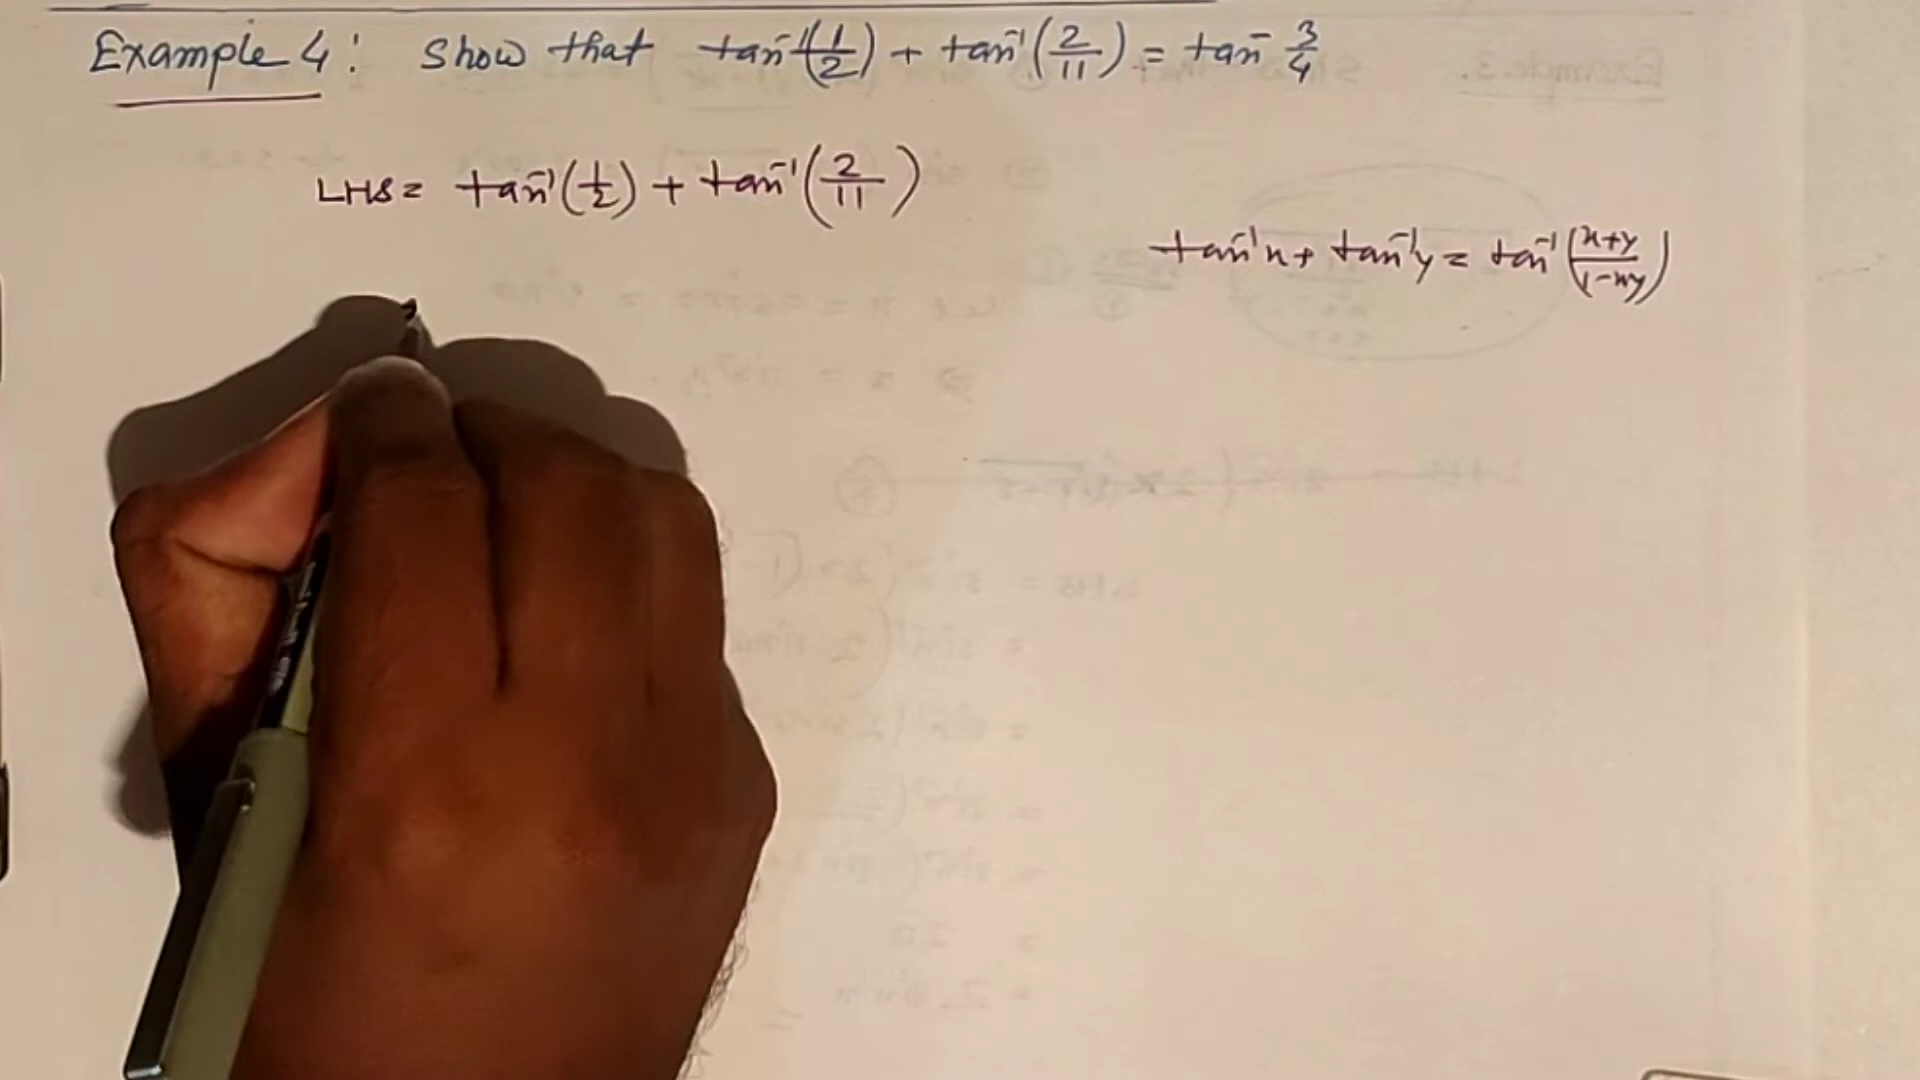 Example 4: Show that tan⁻¹(1/2) + tan⁻¹(2/11) = tan⁻ 3/4
LHS = tan⁻¹(1/2) + tan⁻¹(2/11)
tan⁻¹x + tan⁻¹y = tan⁻¹(x+y/1-xy)